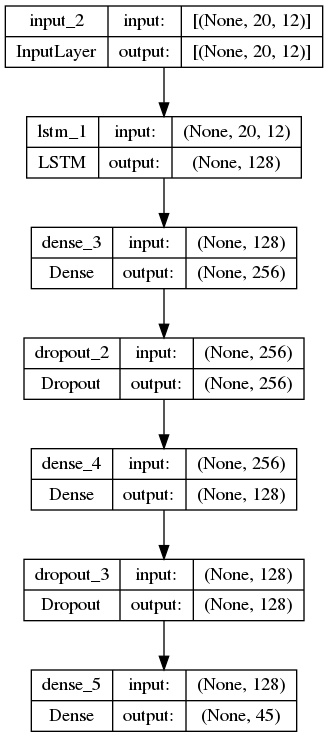 input_2 input: [(None, 20, 12)]
InputLayer output: [(None, 20, 12)]
lstm_1 input: (None, 20, 12)
LSTM output: (None, 128)
dense_3 input: (None, 128)
Dense output: (None, 256)
dropout_2 input: (None, 256)
Dropout output: (None, 256)
dense_4 input: (None, 256)
Dense output: (None, 128)
dropout_3 input: (None, 128)
Dropout output: (None, 128)
dense_5 input: (None, 128)
Dense output: (None, 45)